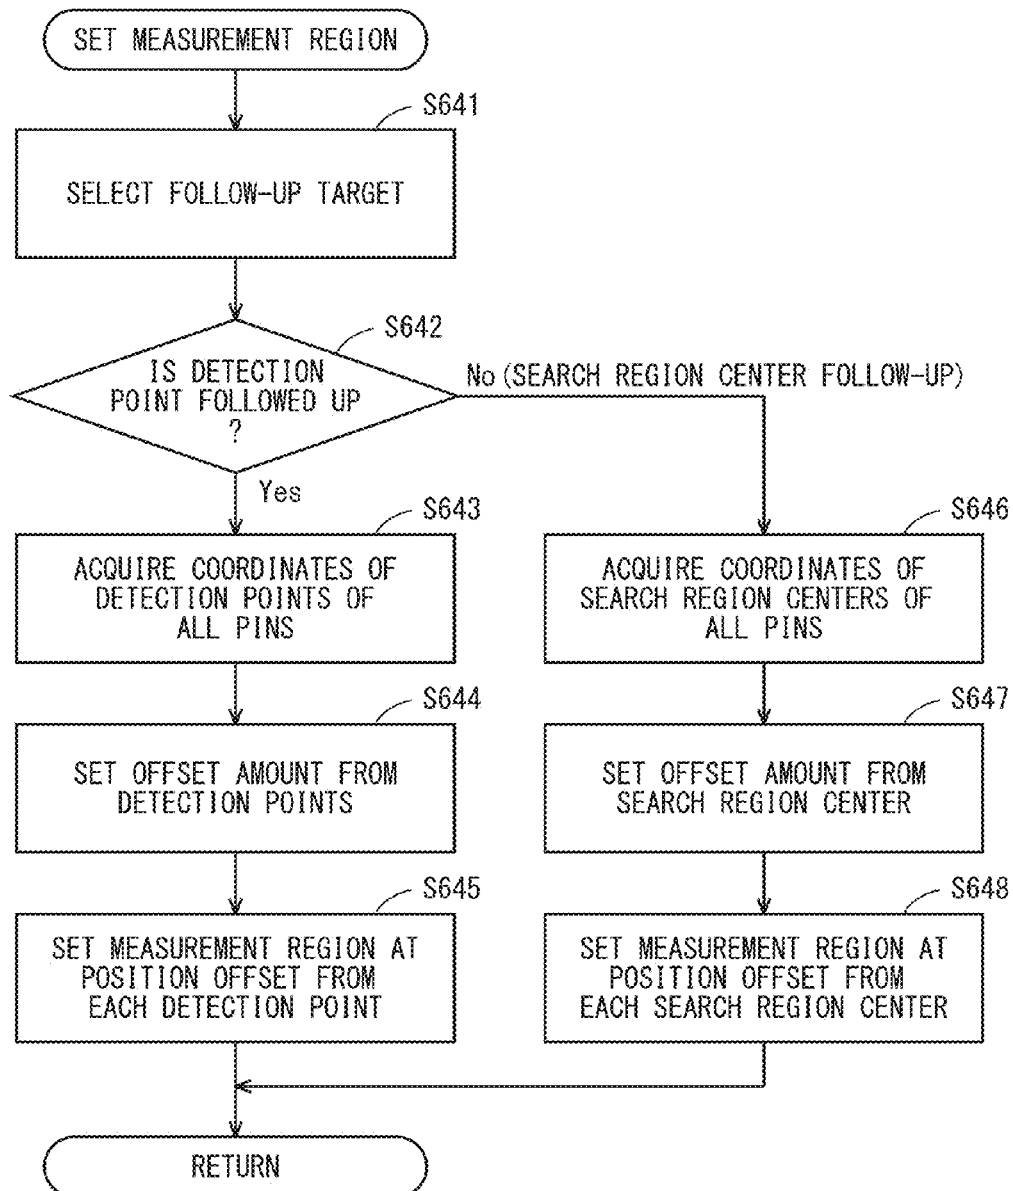 SET MEASUREMENT REGION
S641
SELECT FOLLOW-UP TARGET
S642
IS DETECTION
POINT FOLLOWED UP
?
No (SEARCH REGION CENTER FOLLOW-UP)
Yes
S643
ACQUIRE COORDINATES OF
DETECTION POINTS OF
ALL PINS
S646
ACQUIRE COORDINATES OF
SEARCH REGION CENTERS OF
ALL PINS
S644
SET OFFSET AMOUNT FROM
DETECTION POINTS
S647
SET OFFSET AMOUNT FROM
SEARCH REGION CENTER
S645
SET MEASUREMENT REGION AT
POSITION OFFSET FROM
EACH DETECTION POINT
S648
SET MEASUREMENT REGION AT
POSITION OFFSET FROM
EACH SEARCH REGION CENTER
RETURN